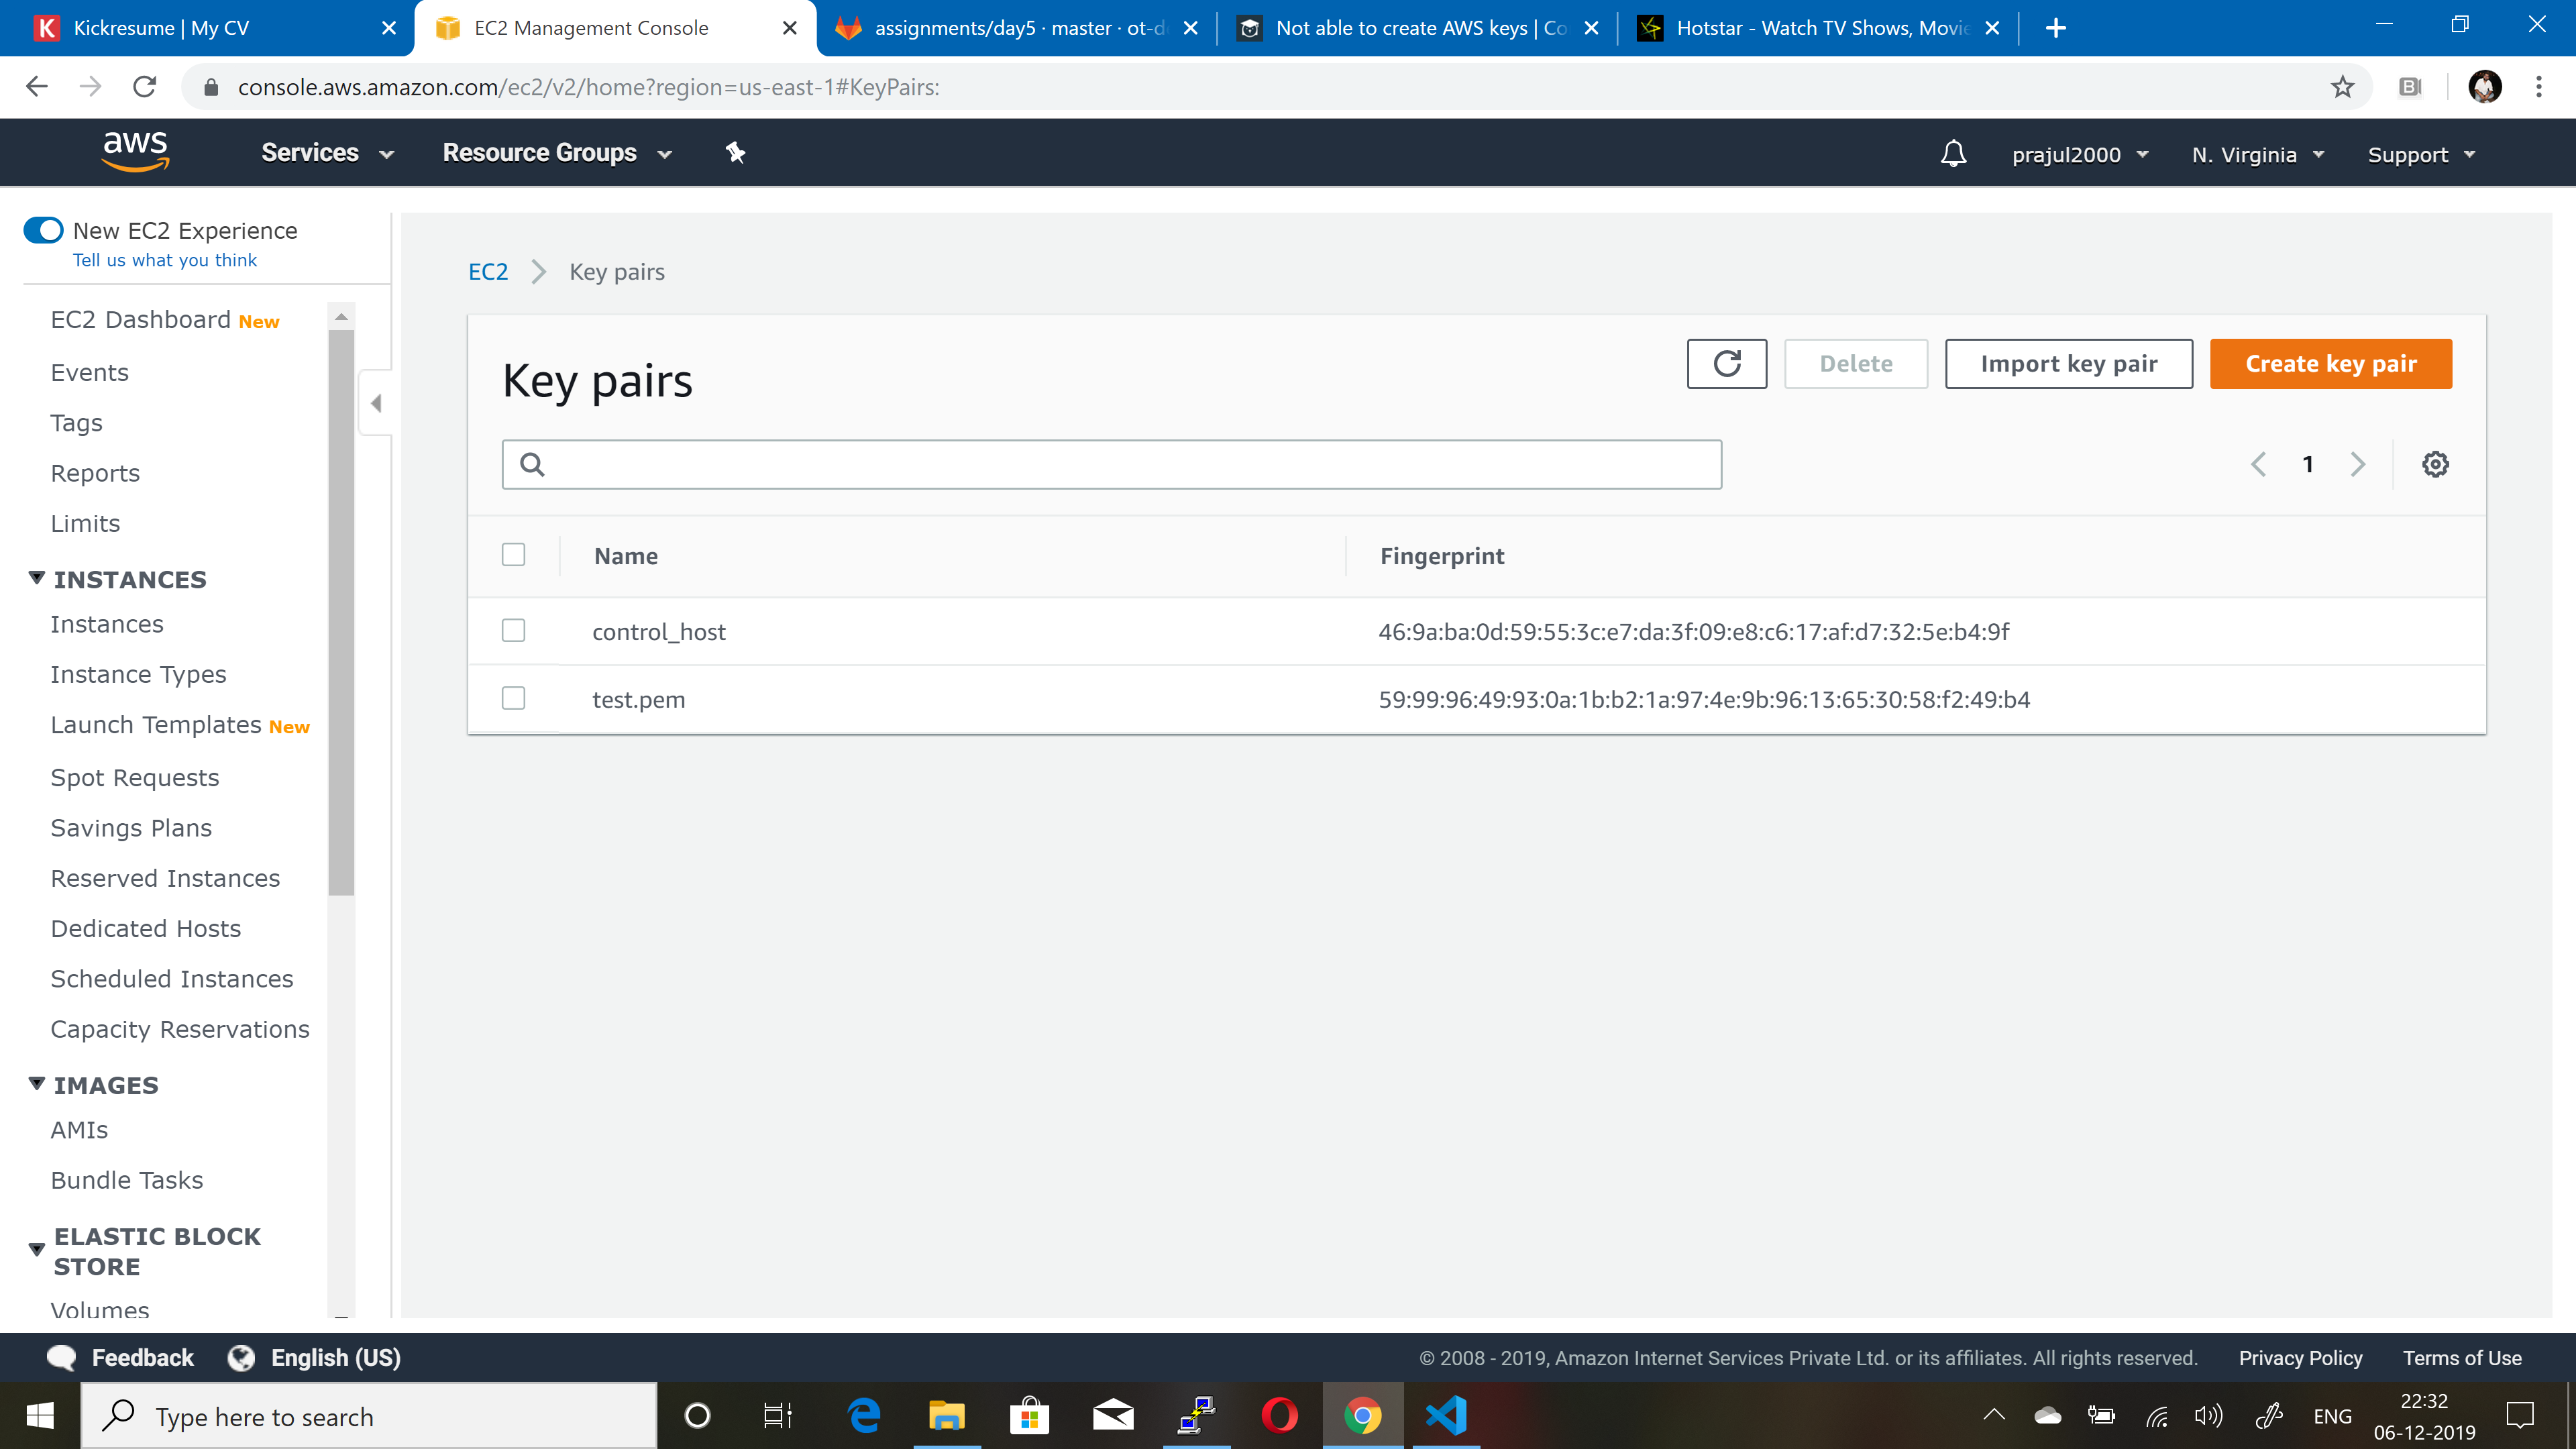 Kickresume | My CV
EC2 Management Console
assignments/day5 · master · ot-d
Not able to create AWS keys | Co
Hotstar - Watch TV Shows, Movie
console.aws.amazon.com/ec2/v2/home?region=us-east-1#KeyPairs:
aws
Services
Resource Groups
prajul2000
N. Virginia
Support
New EC2 Experience
Tell us what you think
EC2 Dashboard New
Events
Tags
Reports
Limits
INSTANCES
Instances
Instance Types
Launch Templates New
Spot Requests
Savings Plans
Reserved Instances
Dedicated Hosts
Scheduled Instances
Capacity Reservations
IMAGES
AMIs
Bundle Tasks
ELASTIC BLOCK
STORE
Volumes
EC2 Key pairs
Key pairs
Delete
Import key pair
Create key pair
1
Name Fingerprint
control_host 46:9a:ba:0d:59:55:3c:e7:da:3f:09:e8:c6:17:af:d7:32:5e:b4:9f
test.pem 59:99:96:49:93:0a:1b:b2:1a:97:4e:9b:96:13:65:30:58:f2:49:b4
Feedback
English (US)
© 2008 - 2019, Amazon Internet Services Private Ltd. or its affiliates. All rights reserved.
Privacy Policy
Terms of Use
Type here to search
ENG
22:32
06-12-2019